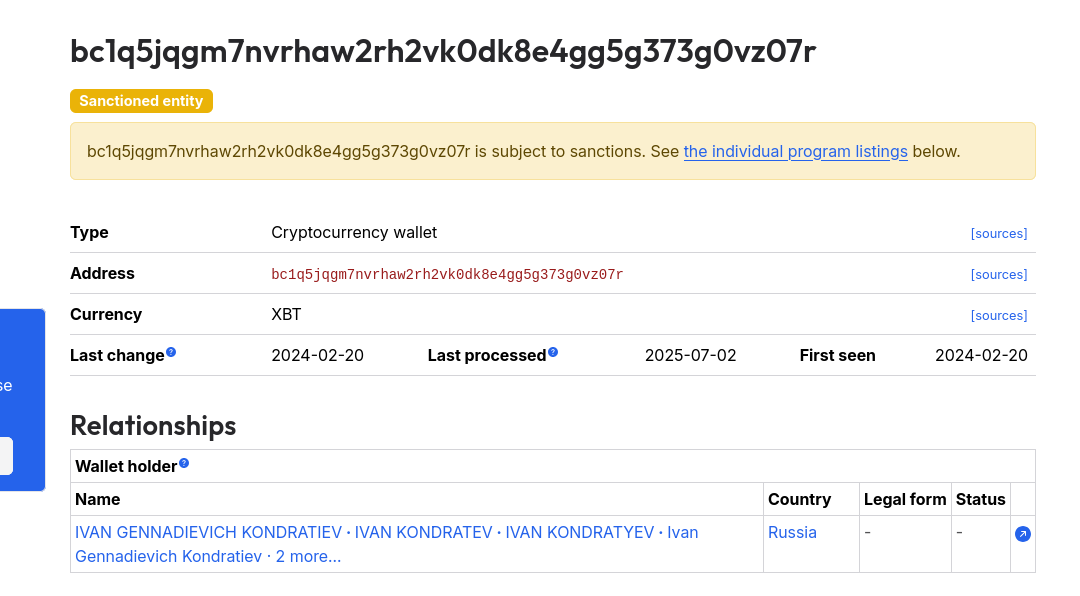 bc1q5jqgm7nvrhaw2rh2vk0dk8e4gg5g373g0vz07r
Sanctioned entity
bc1q5jqgm7nvrhaw2rh2vk0dk8e4gg5g373g0vz07r is subject to sanctions. See the individual program listings below.
Type Cryptocurrency wallet [sources]
Address bc1q5jqgm7nvrhaw2rh2vk0dk8e4gg5g373g0vz07r [sources]
Currency XBT [sources]
Last change? 2024-02-20 Last processed? 2025-07-02 First seen 2024-02-20
se
Relationships
Wallet holder?
Name Country Legal form Status
IVAN GENNADIEVICH KONDRATIEV · IVAN KONDRATEV · IVAN KONDRATYEV · Ivan Russia - -
Gennadievich Kondratiev · 2 more...